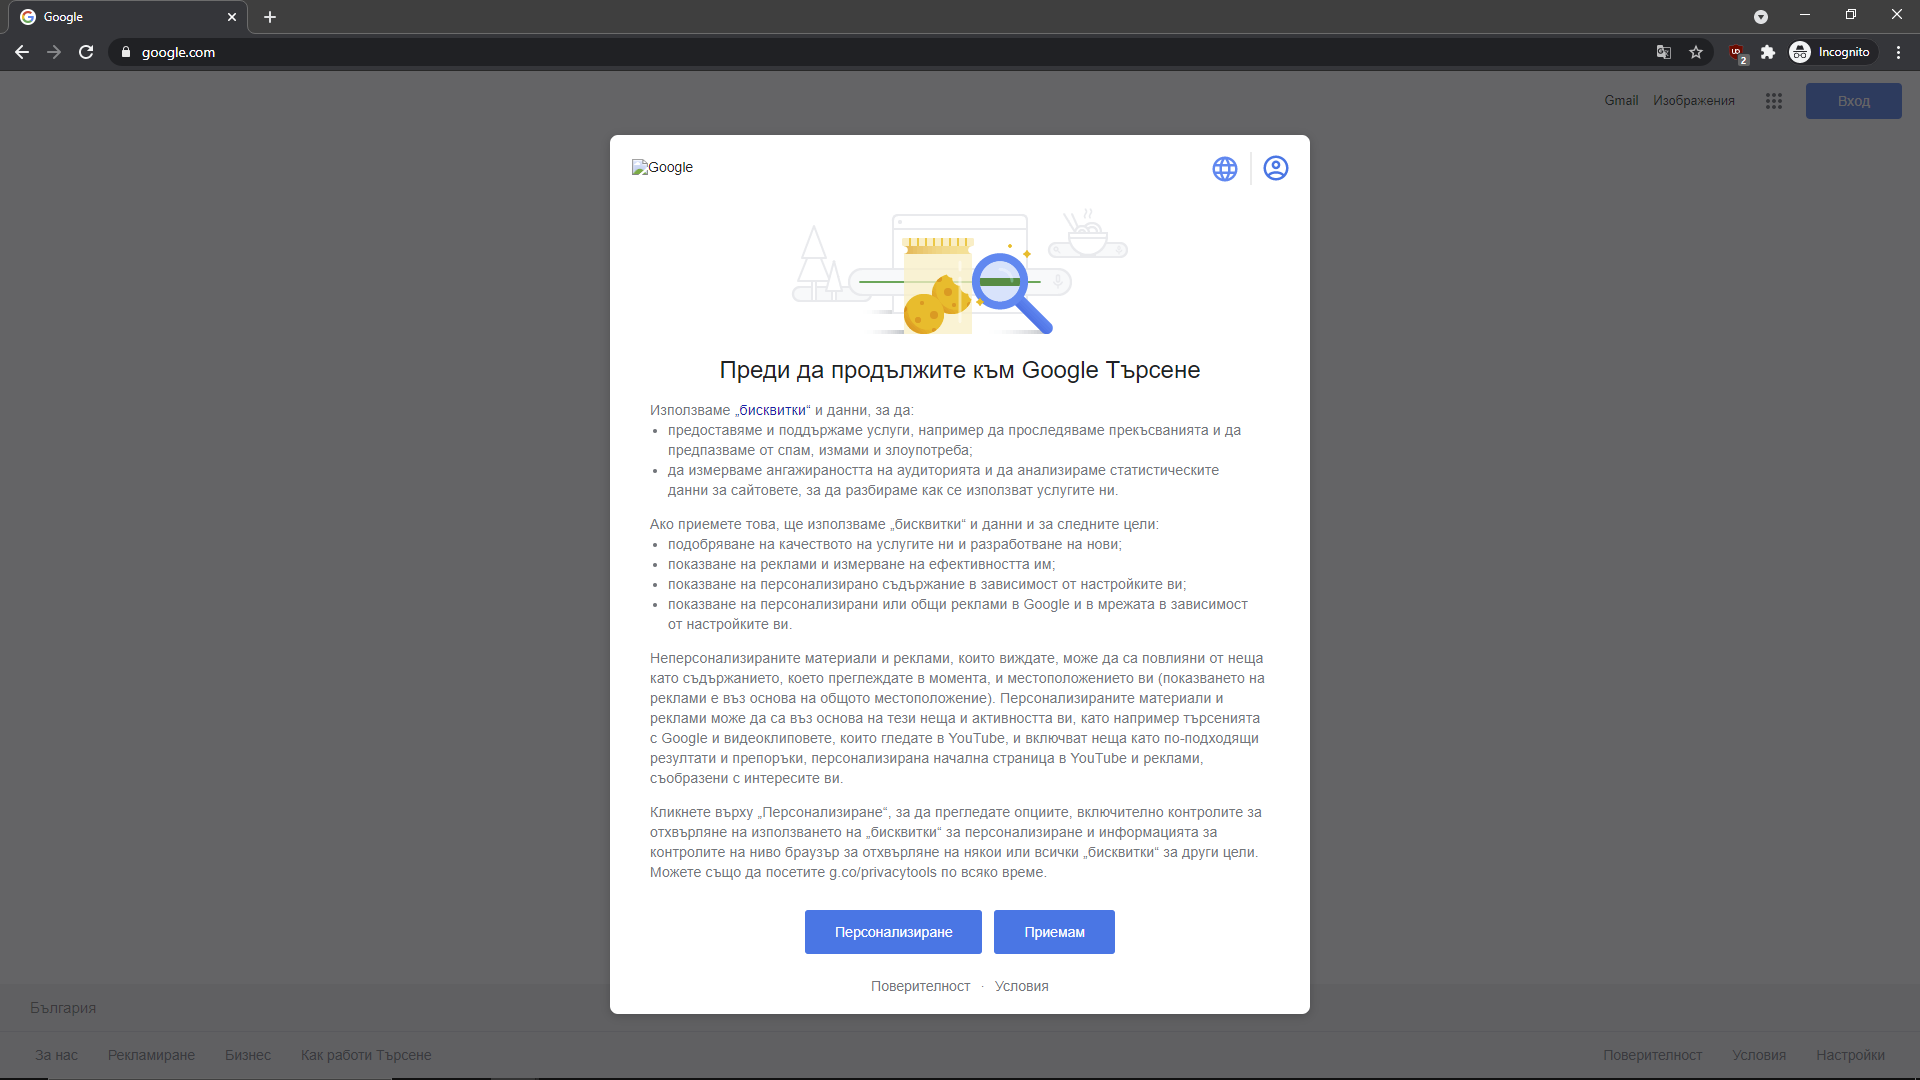 Google
google.com
2
Incognito
Gmail
Изображения
Вход
Google
Преди да продължите към Google Търсене
Използваме „бисквитки“ и данни, за да:
предоставяме и поддържаме услуги, например да проследяваме прекъсванията и да
предпазваме от спам, измами и злоупотреба;
да измерваме ангажираността на аудиторията и да анализираме статистическите
данни за сайтовете, за да разбираме как се използват услугите ни.
Ако приемете това, ще използваме „бисквитки“ и данни и за следните цели:
подобряване на качеството на услугите ни и разработване на нови;
показване на реклами и измерване на ефективността им;
показване на персонализирано съдържание в зависимост от настройките ви;
показване на персонализирани или общи реклами в Google и в мрежата в зависимост
от настройките ви.
Неперсонализираните материали и реклами, които виждате, може да са повлияни от неща
като съдържанието, което преглеждате в момента, и местоположението ви (показването на
реклами е въз основа на общото местоположение). Персонализираните материали и
реклами може да са въз основа на тези неща и активността ви, като например търсенията
с Google и видеоклиповете, които гледате в YouTube, и включват неща като по-подходящи
резултати и препоръки, персонализирана начална страница в YouTube и реклами,
съобразени с интересите ви.
Кликнете върху „Персонализиране“, за да прегледате опциите, включително контролите за
отхвърляне на използването на „бисквитки“ за персонализиране и информацията за
контролите на ниво браузър за отхвърляне на някои или всички „бисквитки“ за други цели.
Можете също да посетите g.co/privacytools по всяко време.
Персонализиране
Приемам
Поверителност · Условия
България
За нас
Рекламиране
Бизнес
Как работи Търсене
Поверителност
Условия
Настройки